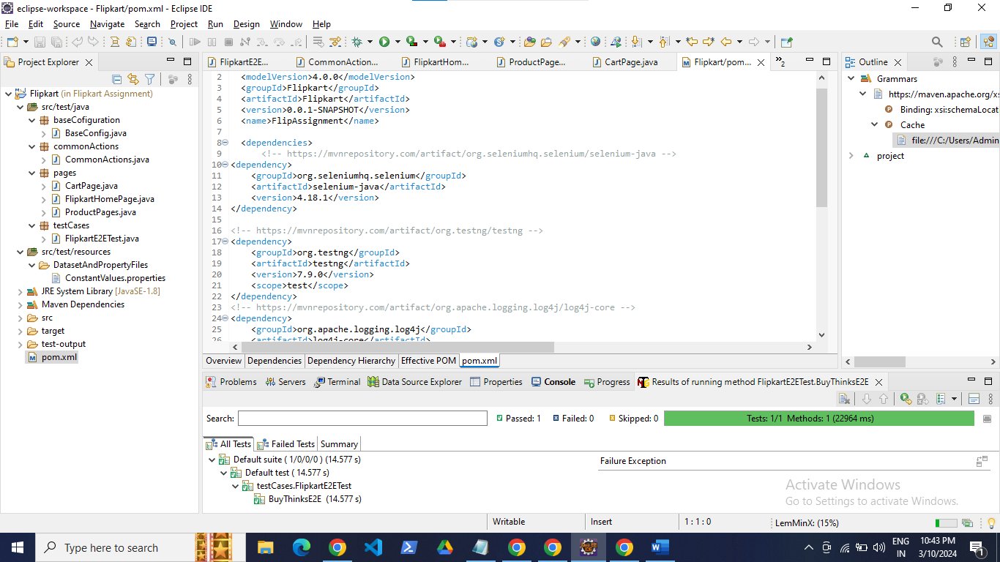 eclipse-workspace - Flipkart/pom.xml - Eclipse IDE
File Edit Source Navigate Search Project Run Design Window Help
Project Explorer
Flipkart (in Flipkart Assignment)
src/test/java
baseCofiguration
BaseConfig.java
commonActions
CommonActions.java
pages
CartPage.java
FlipkartHomePage.java
ProductPages.java
testCases
FlipkartE2ETest.java
src/test/resources
DatasetAndPropertyFiles
ConstantValues.properties
JRE System Library [JavaSE-1.8]
Maven Dependencies
src
target
test-output
pom.xml
FlipkartE2E... CommonAction... FlipkartHom... ProductPage... CartPage.java Flipkart/pom... »2
2 <modelVersion>4.0.0</modelVersion>
3 <groupId>Flipkart</groupId>
4 <artifactId>Flipkart</artifactId>
5 <version>0.0.1-SNAPSHOT</version>
6 <name>FlipAssignment</name>
7
8 <dependencies>
9 <!-- https://mvnrepository.com/artifact/org.seleniumhq.selenium/selenium-java -->
10 <dependency>
11 <groupId>org.seleniumhq.selenium</groupId>
12 <artifactId>selenium-java</artifactId>
13 <version>4.18.1</version>
14 </dependency>
15
16 <!-- https://mvnrepository.com/artifact/org.testng/testng -->
17 <dependency>
18 <groupId>org.testng</groupId>
19 <artifactId>testng</artifactId>
20 <version>7.9.0</version>
21 <scope>test</scope>
22 </dependency>
23 <!-- https://mvnrepository.com/artifact/org.apache.logging.log4j/log4j-core -->
24 <dependency>
25 <groupId>org.apache.logging.log4j</groupId>
26 <artifactId>log4j-core</artifactId>
Overview Dependencies Dependency Hierarchy Effective POM pom.xml
Outline
Grammars
https://maven.apache.org/xs
Binding: xsi:schemaLocat
Cache
file:///C:/Users/Admin
project
Problems Servers Terminal Data Source Explorer Properties Console Progress Results of running method FlipkartE2ETest.BuyThinksE2E
Search: Passed: 1 Failed: 0 Skipped: 0 Tests: 1/1 Methods: 1 (22964 ms)
All Tests Failed Tests Summary
Default suite ( 1/0/0/0 ) (14.577 s)
Default test ( 14.577 s)
testCases.FlipkartE2ETest
BuyThinksE2E (14.577 s)
Failure Exception
Activate Windows
Go to Settings to activate Windows.
Writable Insert 1 : 1 : 0 LemMinX: (15%)
Type here to search
ENG
IN
10:43 PM
3/10/2024
1